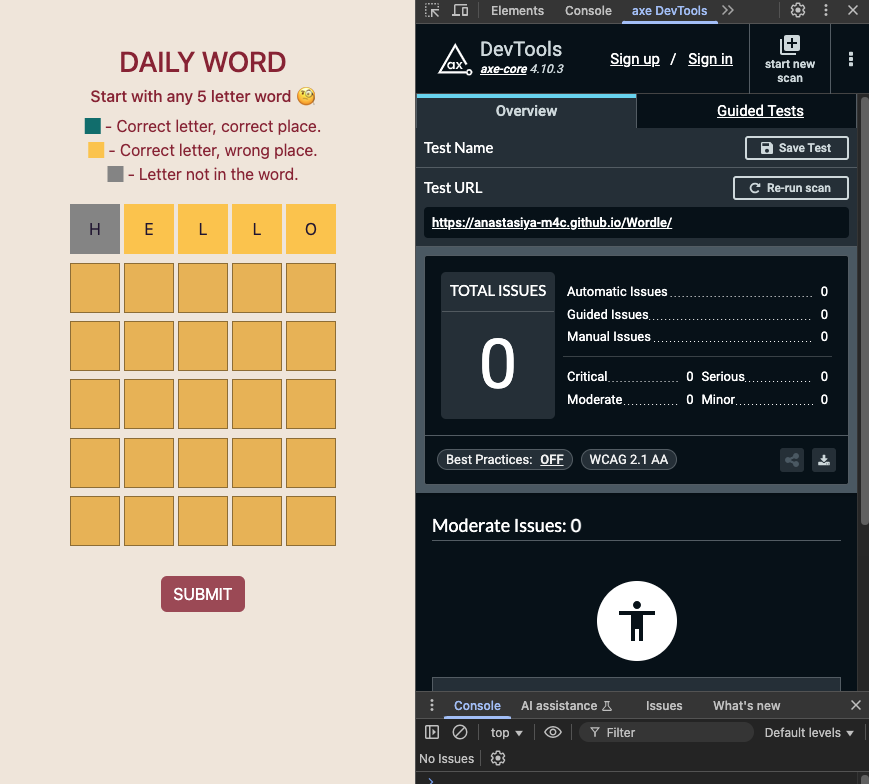 DAILY WORD
Start with any 5 letter word 🧐
- Correct letter, correct place.
- Correct letter, wrong place.
- Letter not in the word.
H E L L O
SUBMIT
Elements Console axe DevTools
ax DevTools
axe-core 4.10.3
Sign up / Sign in
start new scan
Overview Guided Tests
Test Name Save Test
Test URL Re-run scan
https://anastasiya-m4c.github.io/Wordle/
TOTAL ISSUES
0
Automatic Issues 0
Guided Issues 0
Manual Issues 0
Critical 0 Serious 0
Moderate 0 Minor 0
Best Practices: OFF WCAG 2.1 AA
Moderate Issues: 0
Console AI assistance Issues What's new
top Filter Default levels
No Issues